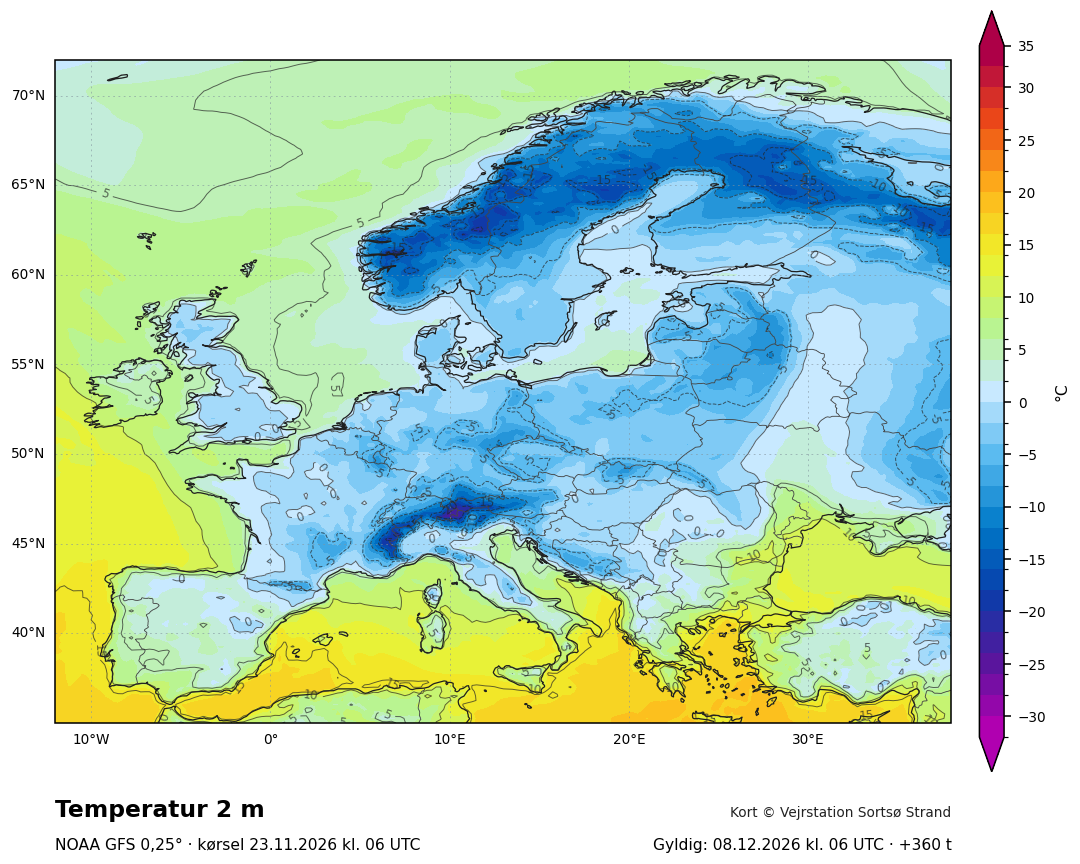 70°N
65°N
60°N
55°N
50°N
45°N
40°N
10°W 0° 10°E 20°E 30°E
35
30
25
20
15
10
5
0
−5
−10
−15
−20
−25
−30
°C
Temperatur 2 m
Kort © Vejrstation Sortsø Strand
NOAA GFS 0,25° · kørsel 23.11.2026 kl. 06 UTC
Gyldig: 08.12.2026 kl. 06 UTC · +360 t